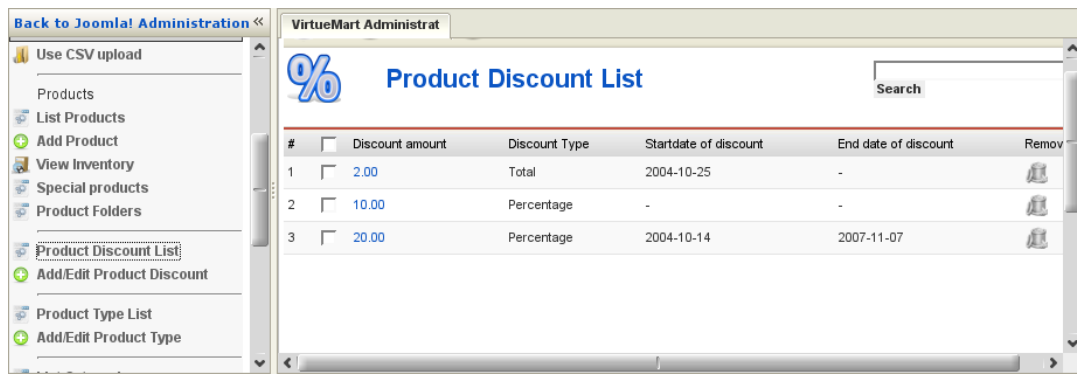 Back to Joomla! Administration «
Use CSV upload
Products
List Products
Add Product
View Inventory
Special products
Product Folders
Product Discount List
Add/Edit Product Discount
Product Type List
Add/Edit Product Type
VirtueMart Administrat
% Product Discount List
Search
# Discount amount Discount Type Startdate of discount End date of discount Remov
1 2.00 Total 2004-10-25 -
2 10.00 Percentage - -
3 20.00 Percentage 2004-10-14 2007-11-07